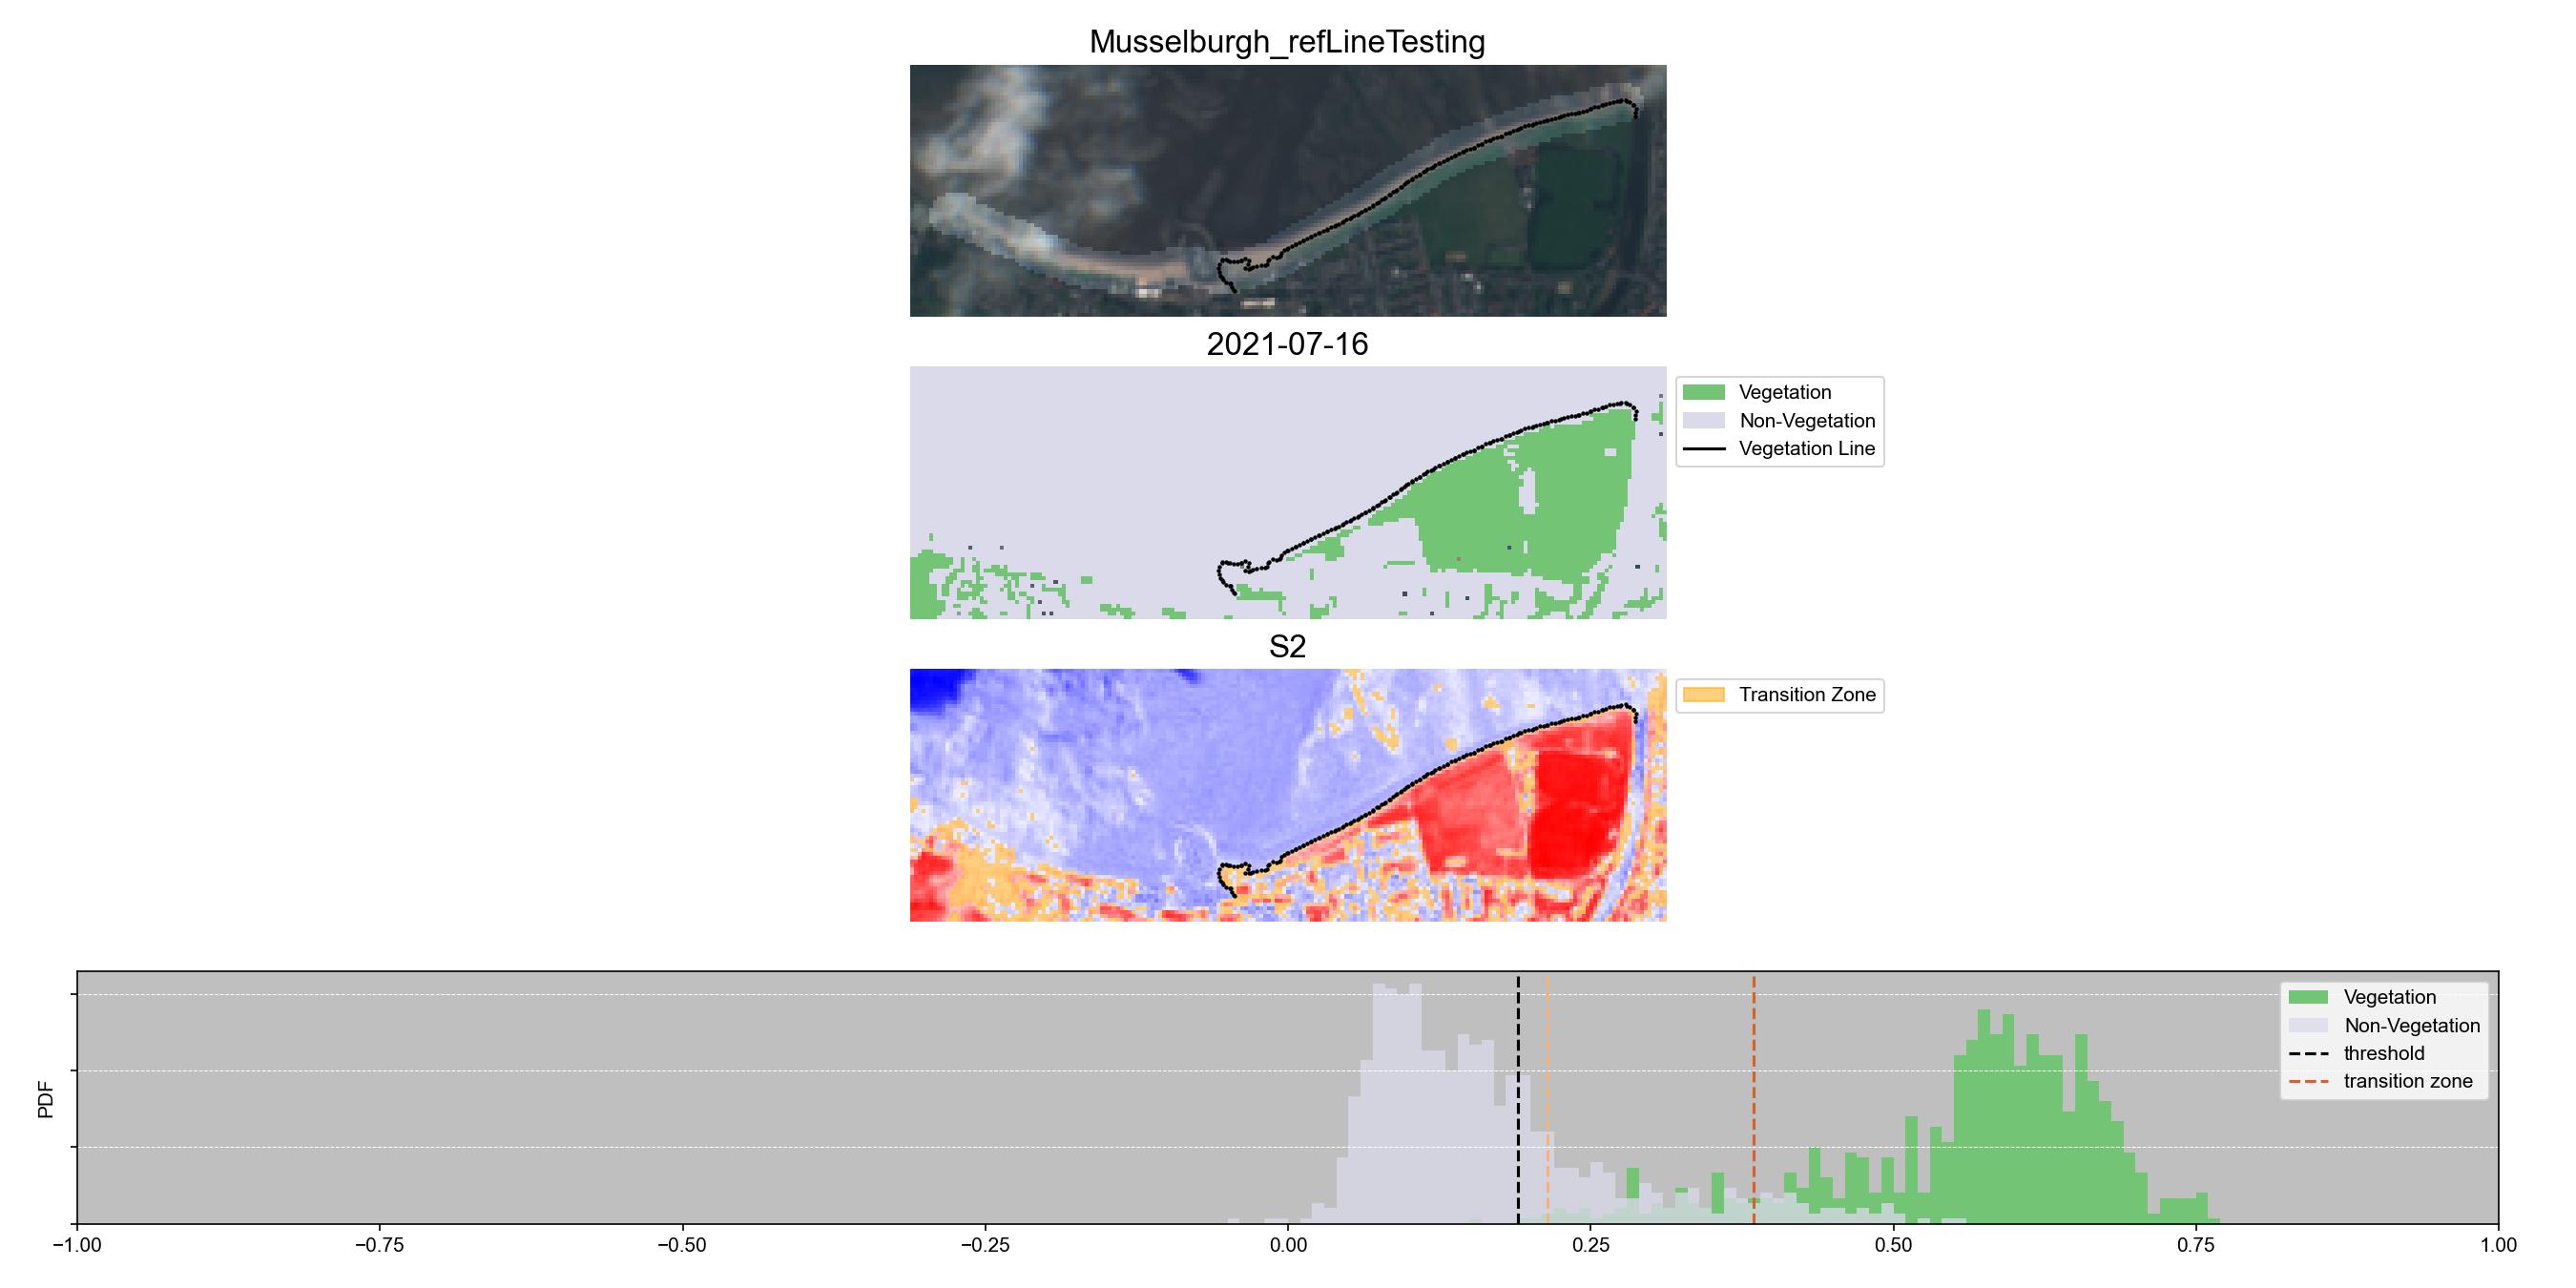 Musselburgh_refLineTesting
2021-07-16
Vegetation
Non-Vegetation
Vegetation Line
S2
Transition Zone
PDF
Vegetation
Non-Vegetation
threshold
transition zone
−1.00 −0.75 −0.50 −0.25 0.00 0.25 0.50 0.75 1.00